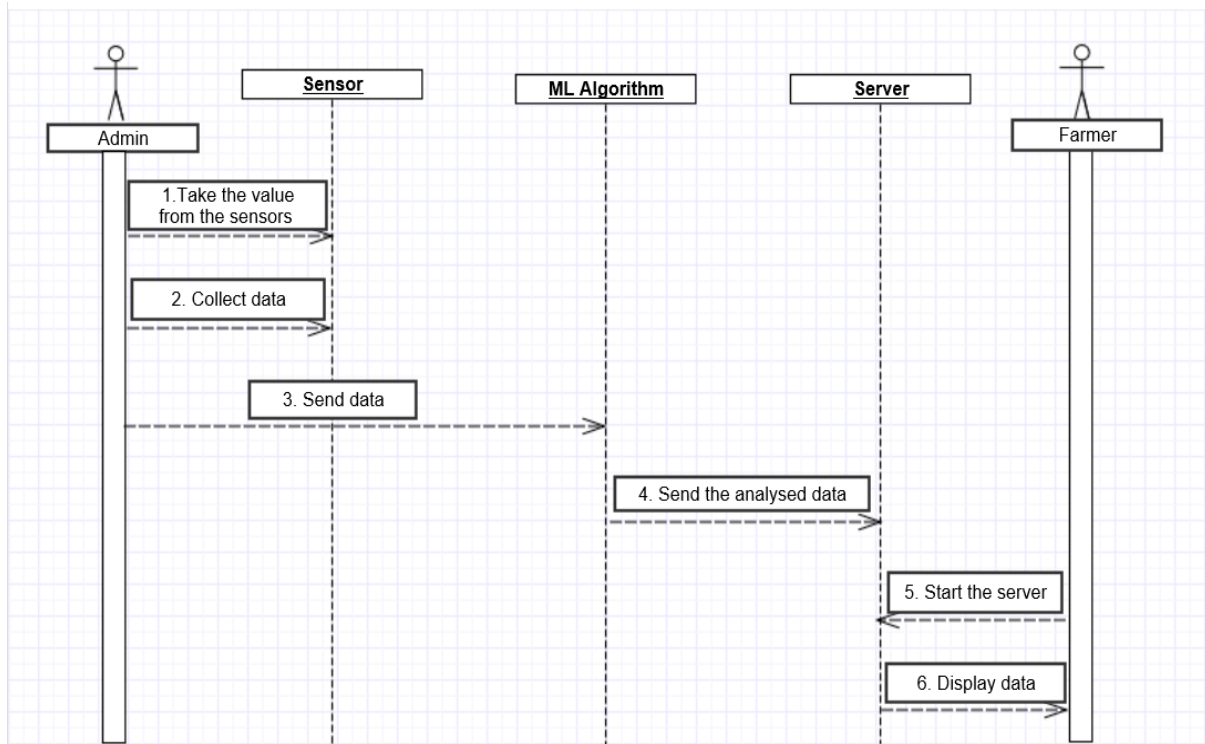 Sensor
ML Algorithm
Server
Admin
Farmer
1.Take the value
from the sensors
2. Collect data
3. Send data
4. Send the analysed data
5. Start the server
6. Display data